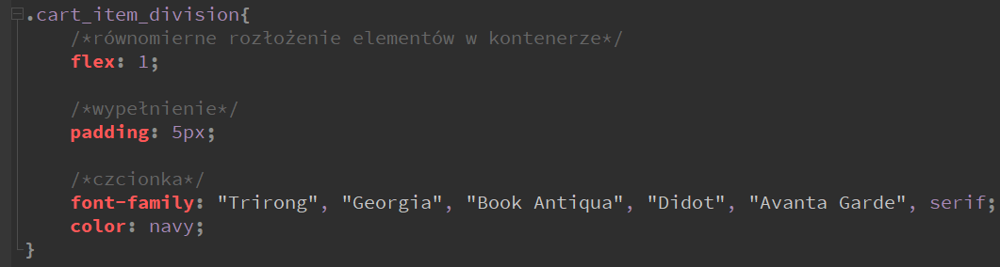 .cart_item_division{
/*równomierne rozłożenie elementów w kontenerze*/
flex: 1;
/*wypełnienie*/
padding: 5px;
/*czcionka*/
font-family: "Trirong", "Georgia", "Book Antiqua", "Didot", "Avanta Garde", serif;
color: navy;
}